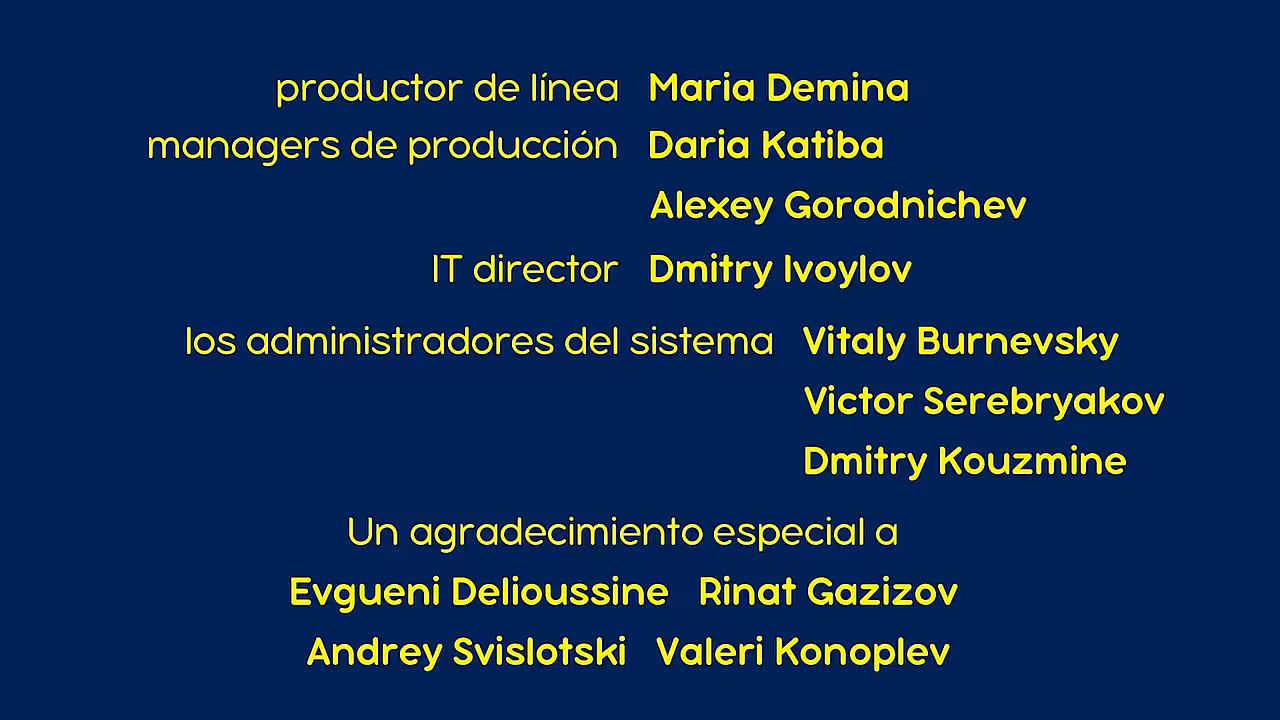 productor de línea Maria Demina
managers de producción Daria Katiba
Alexey Gorodnichev
IT director Dmitry Ivoylov
los administradores del sistema Vitaly Burnevsky
Victor Serebryakov
Dmitry Kouzmine
Un agradecimiento especial a
Evgueni Delioussine Rinat Gazizov
Andrey Svislotski Valeri Konoplev